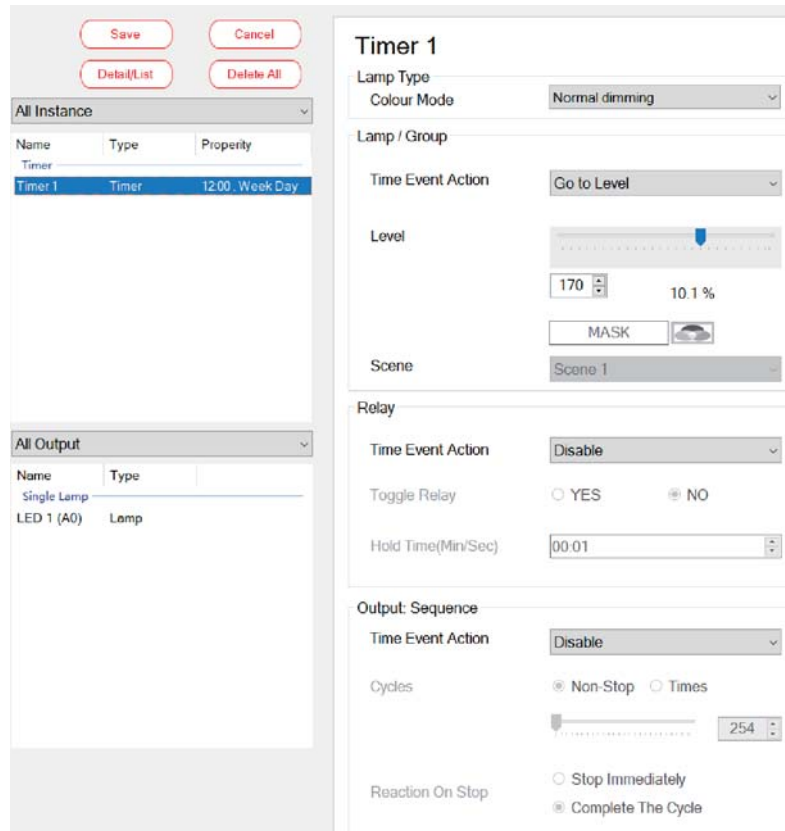 Save Cancel
Detail/List Delete All
All Instance
Name Type Properity
Timer
Timer 1 Timer 12:00 , Week Day
All Output
Name Type
Single Lamp
LED 1 (A0) Lamp
Timer 1
Lamp Type
Colour Mode Normal dimming
Lamp / Group
Time Event Action Go to Level
Level
170 10.1 %
MASK
Scene Scene 1
Relay
Time Event Action Disable
Toggle Relay YES NO
Hold Time(Min/Sec) 00:01
Output: Sequence
Time Event Action Disable
Cycles Non-Stop Times
254
Reaction On Stop Stop Immediately
Complete The Cycle